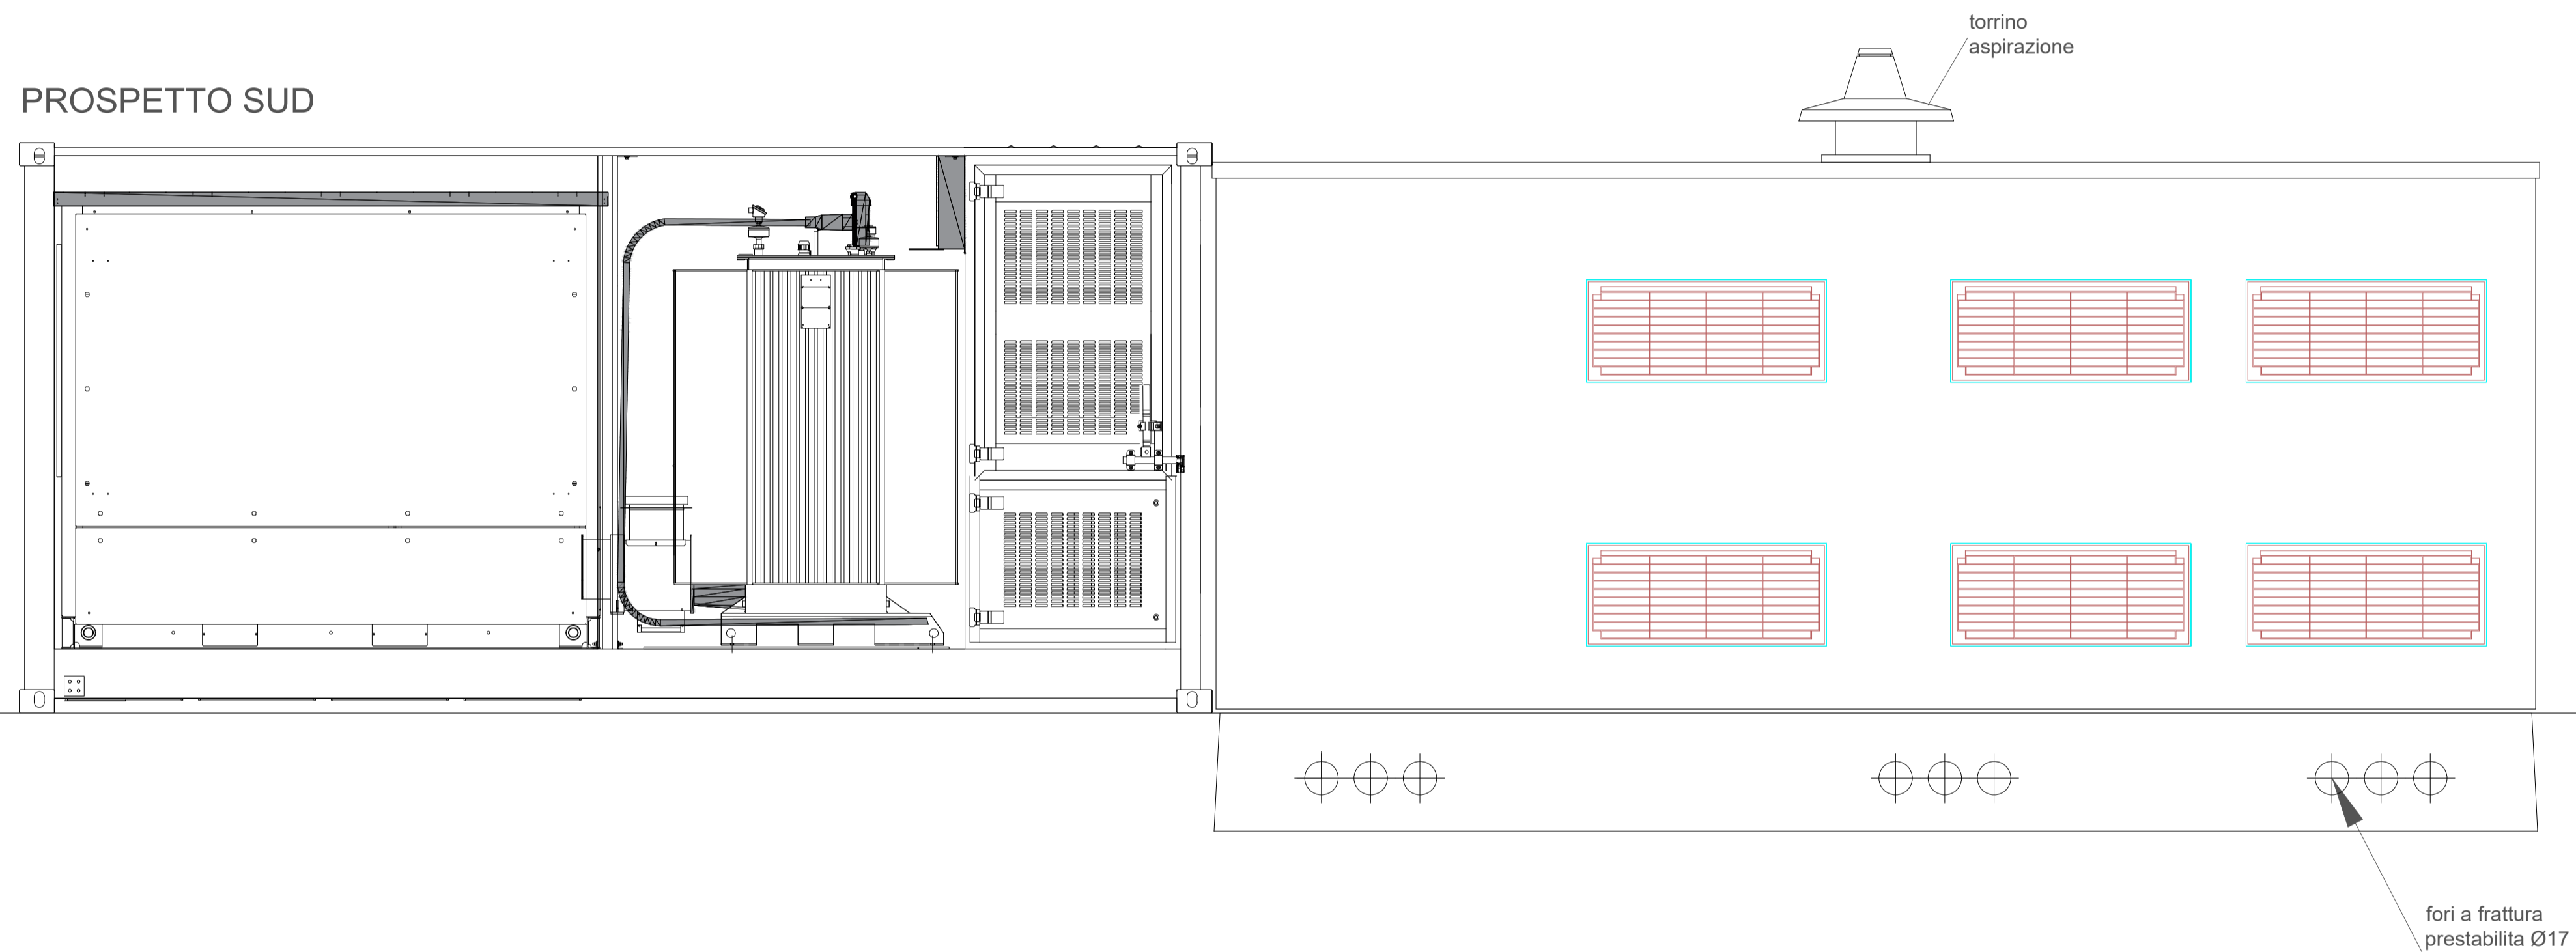 torrino
aspirazione
PROSPETTO SUD
fori a frattura
prestabilita Ø17